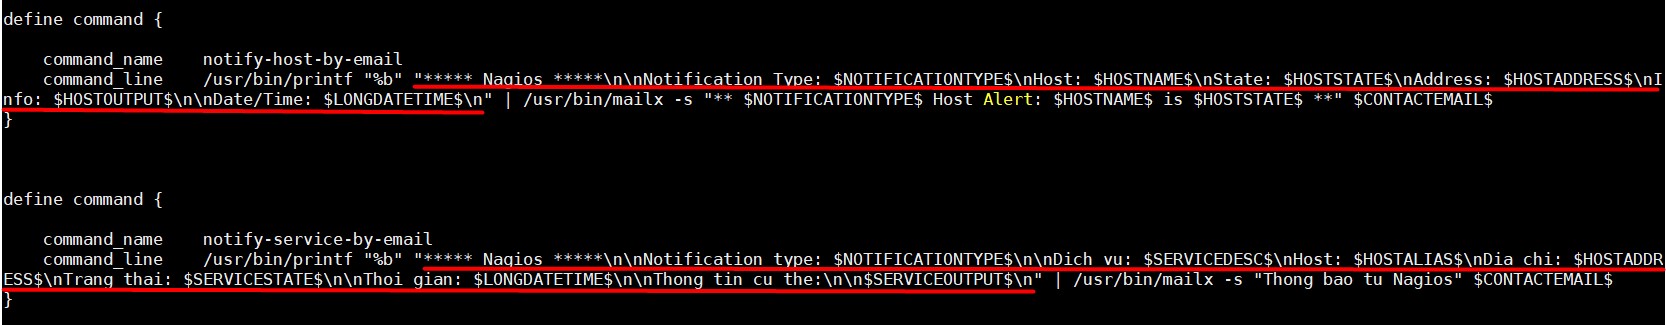 define command {
    command_name    notify-host-by-email
    command_line    /usr/bin/printf "%b" "***** Nagios *****\n\nNotification Type: $NOTIFICATIONTYPE$\nHost: $HOSTNAME$\nState: $HOSTSTATE$\nAddress: $HOSTADDRESS$\nI
nfo: $HOSTOUTPUT$\n\nDate/Time: $LONGDATETIME$\n" | /usr/bin/mailx -s "** $NOTIFICATIONTYPE$ Host Alert: $HOSTNAME$ is $HOSTSTATE$ **" $CONTACTEMAIL$
}
define command {
    command_name    notify-service-by-email
    command_line    /usr/bin/printf "%b" "***** Nagios *****\n\nNotification type: $NOTIFICATIONTYPE$\n\nDich vu: $SERVICEDESC$\nHost: $HOSTALIAS$\nDia chi: $HOSTADDR
ESS$\nTrang thai: $SERVICESTATE$\n\nThoi gian: $LONGDATETIME$\n\nThong tin cu the:\n\n$SERVICEOUTPUT$\n" | /usr/bin/mailx -s "Thong bao tu Nagios" $CONTACTEMAIL$
}